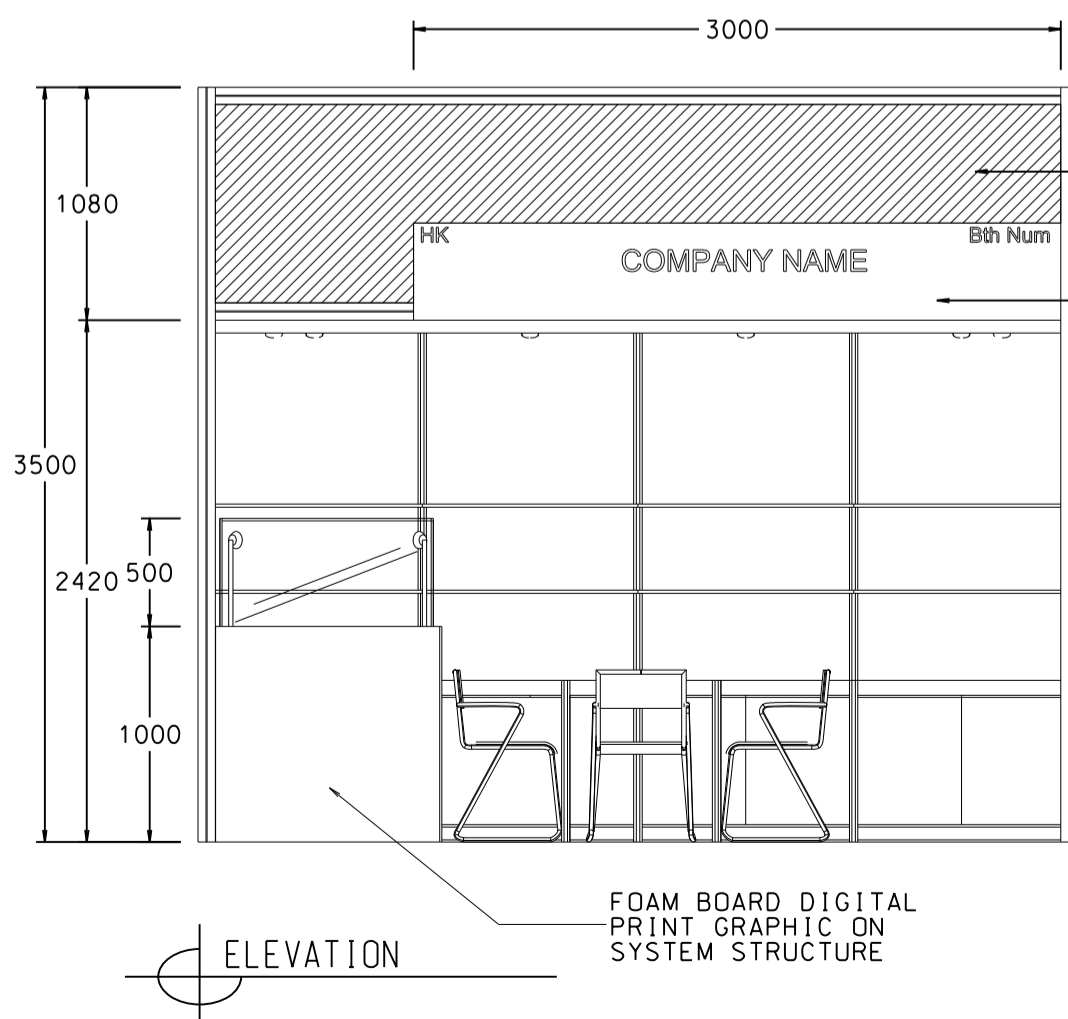 3000
1080
HK
Bth Num
COMPANY NAME
3500
2420
500
1000
FOAM BOARD DIGITAL
PRINT GRAPHIC ON
SYSTEM STRUCTURE
ELEVATION